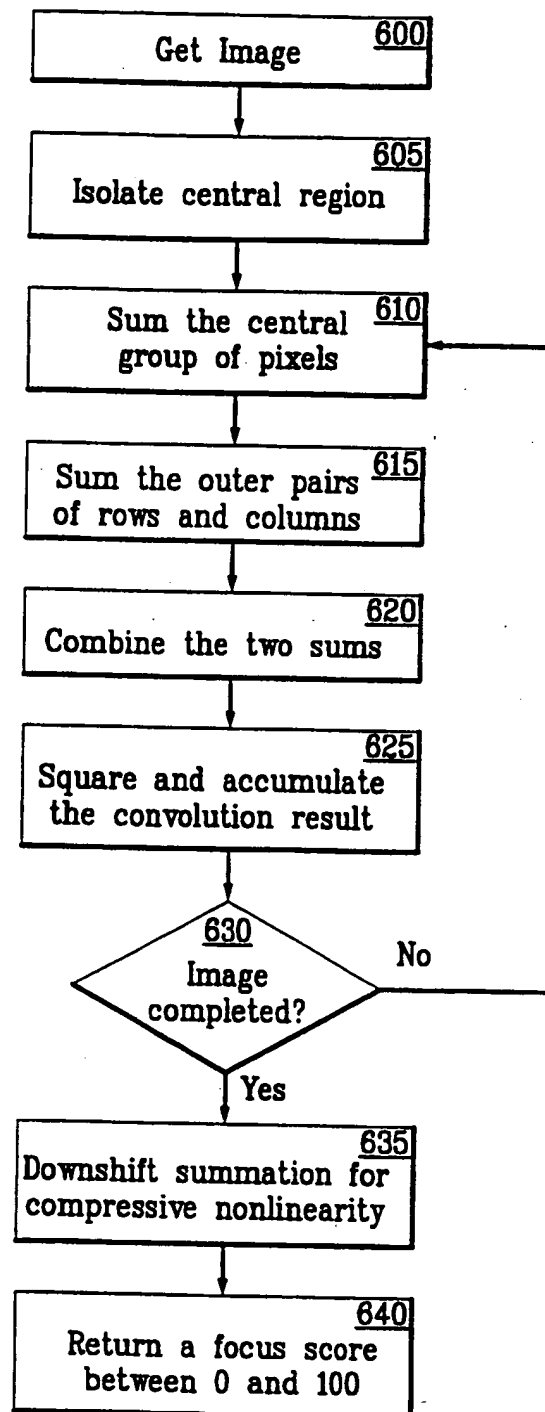 600
Get Image
605
Isolate central region
610
Sum the central
group of pixels
615
Sum the outer pairs
of rows and columns
620
Combine the two sums
625
Square and accumulate
the convolution result
630
Image
completed?
No
Yes
635
Downshift summation for
compressive nonlinearity
640
Return a focus score
between 0 and 100